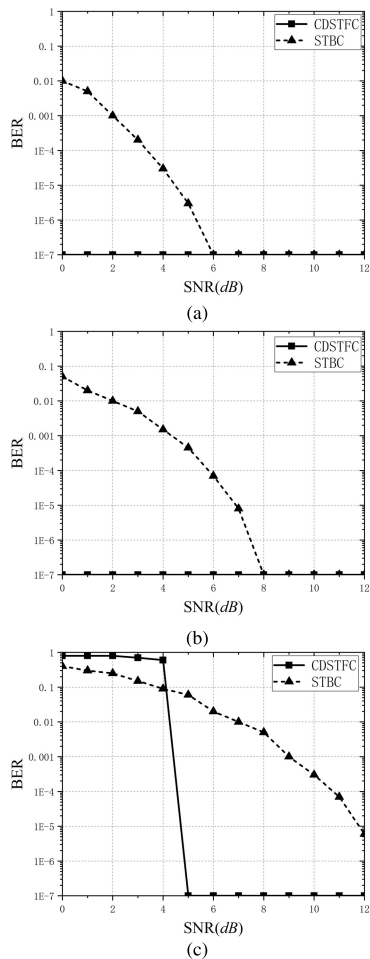 1
0.1
0.01
0.001
1E-4
1E-5
1E-6
1E-7
BER
CDSTFC
STBC
0 2 4 6 8 10 12
SNR(dB)
(a)
1
0.1
0.01
0.001
1E-4
1E-5
1E-6
1E-7
BER
CDSTFC
STBC
0 2 4 6 8 10 12
SNR(dB)
(b)
1
0.1
0.01
0.001
1E-4
1E-5
1E-6
1E-7
BER
CDSTFC
STBC
0 2 4 6 8 10 12
SNR(dB)
(c)